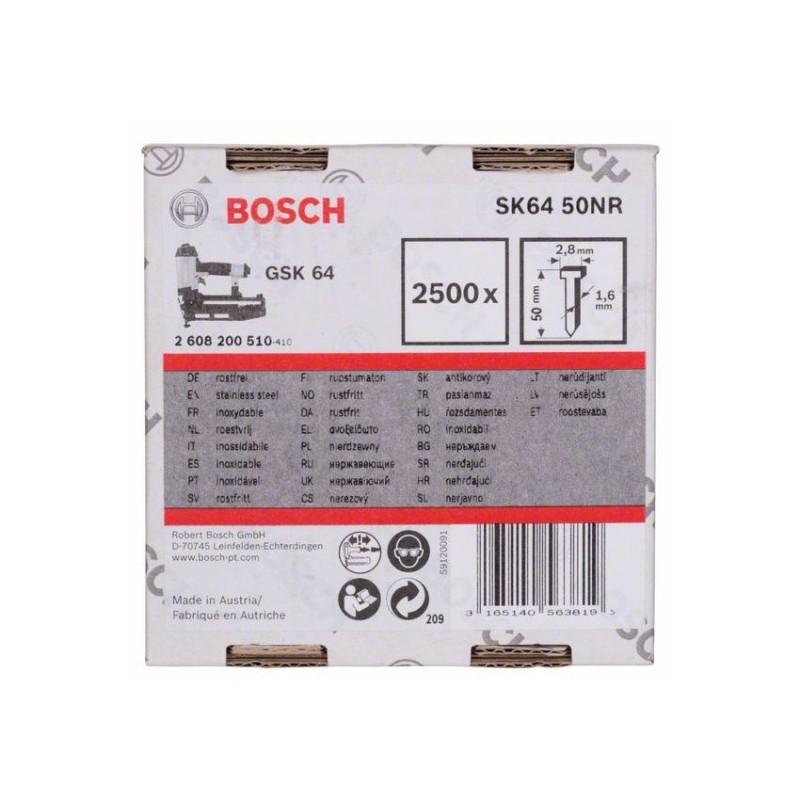 BOSCH
SK64 50NR
GSK 64
2 608 200 510-410
2500 x
2,8 mm
50 mm
1,6 mm
DE rostfrei
EN stainless steel
FR inoxydable
NL roestvrij
IT inossidabile
ES inoxidable
PT inoxidável
SV rostfritt
FI ruostumaton
NO rustfritt
DA rustfrit
EL ανοξείδωτο
PL nierdzewny
RU нержавеющие
UK нержавіючий
CS nerezový
SK antikorový
TR paslanmaz
HU rozsdamentes
RO inoxidabil
BG неръждаем
SR nerđajući
HR nehrđajući
SL nerjavno
LT nerūdijanti
LV nerūsējošs
ET roostevaba
Robert Bosch GmbH
D-70745 Leinfelden-Echterdingen
www.bosch-pt.com
Made in Austria/
Fabriqué en Autriche
59120091
209
3 165140 563819 >